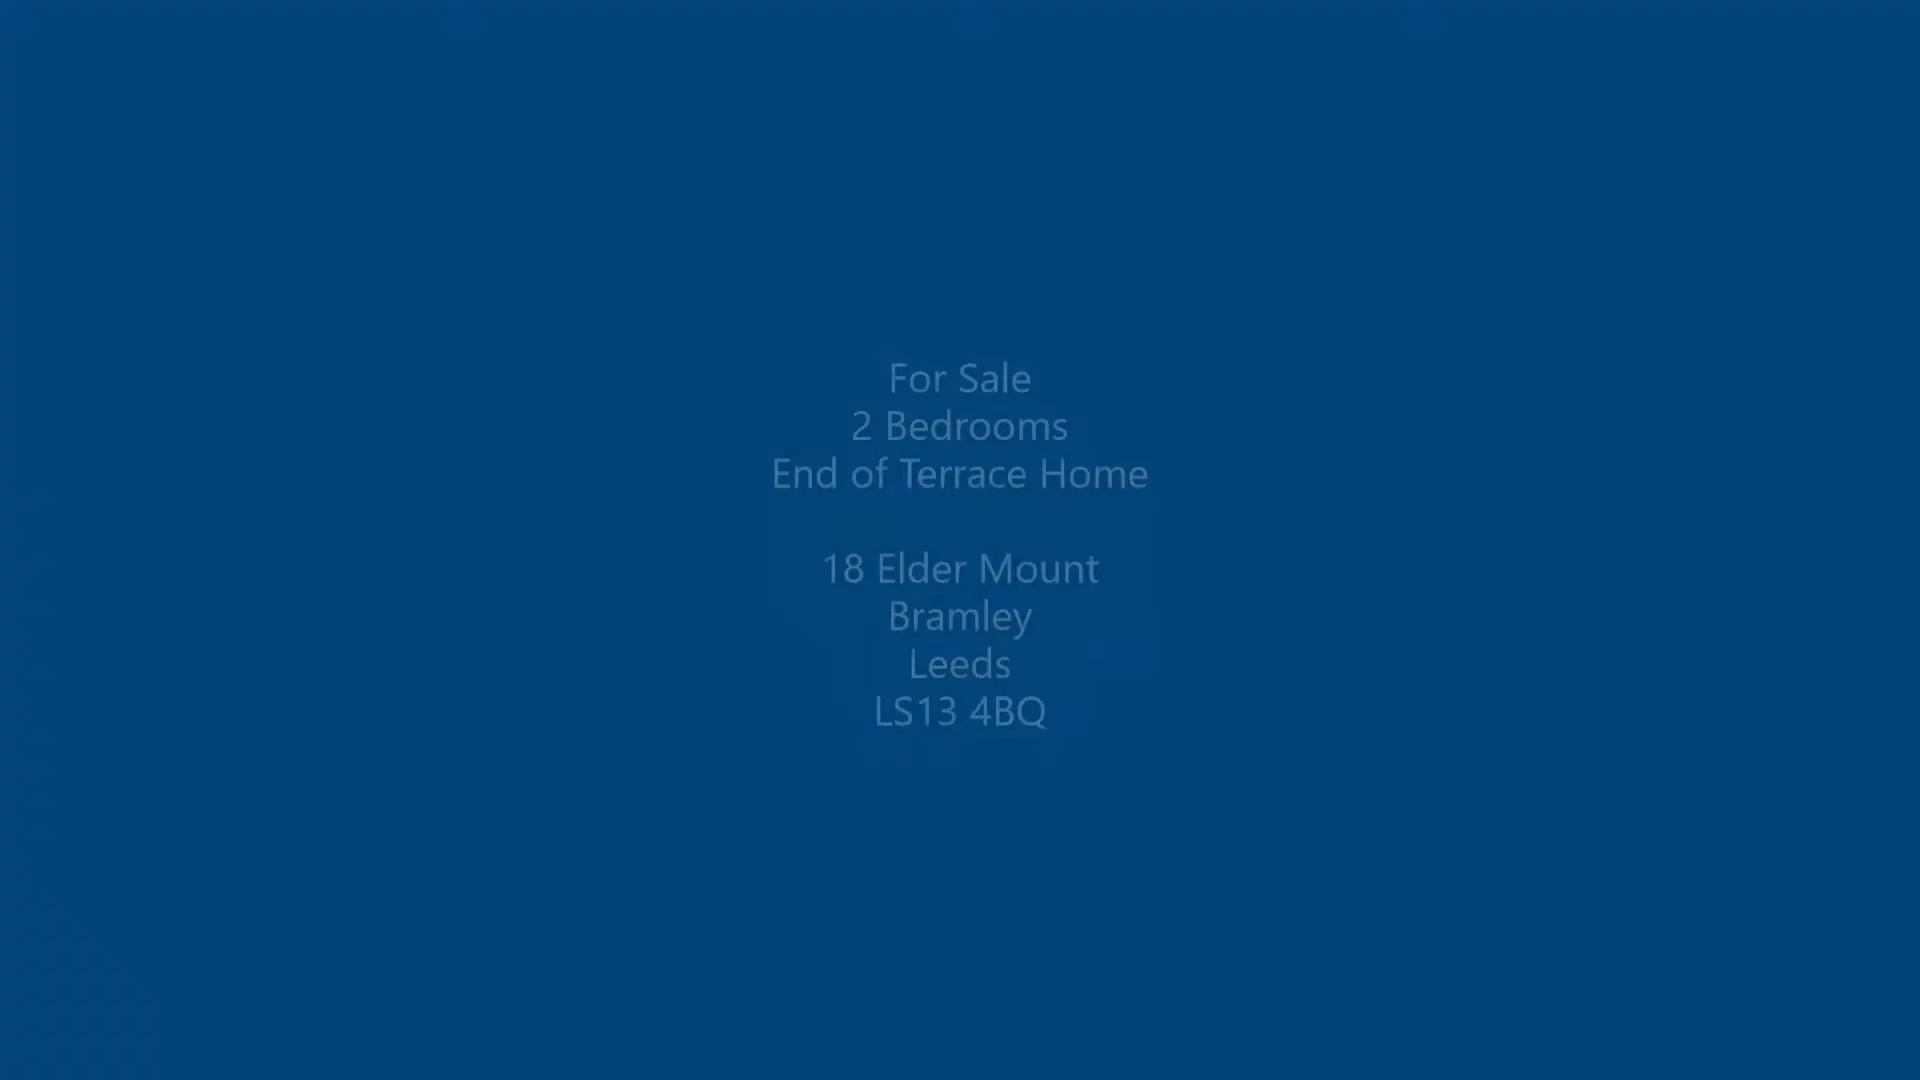 For Sale
2 Bedrooms
End of Terrace Home
18 Elder Mount
Bramley
Leeds
LS13 4BQ